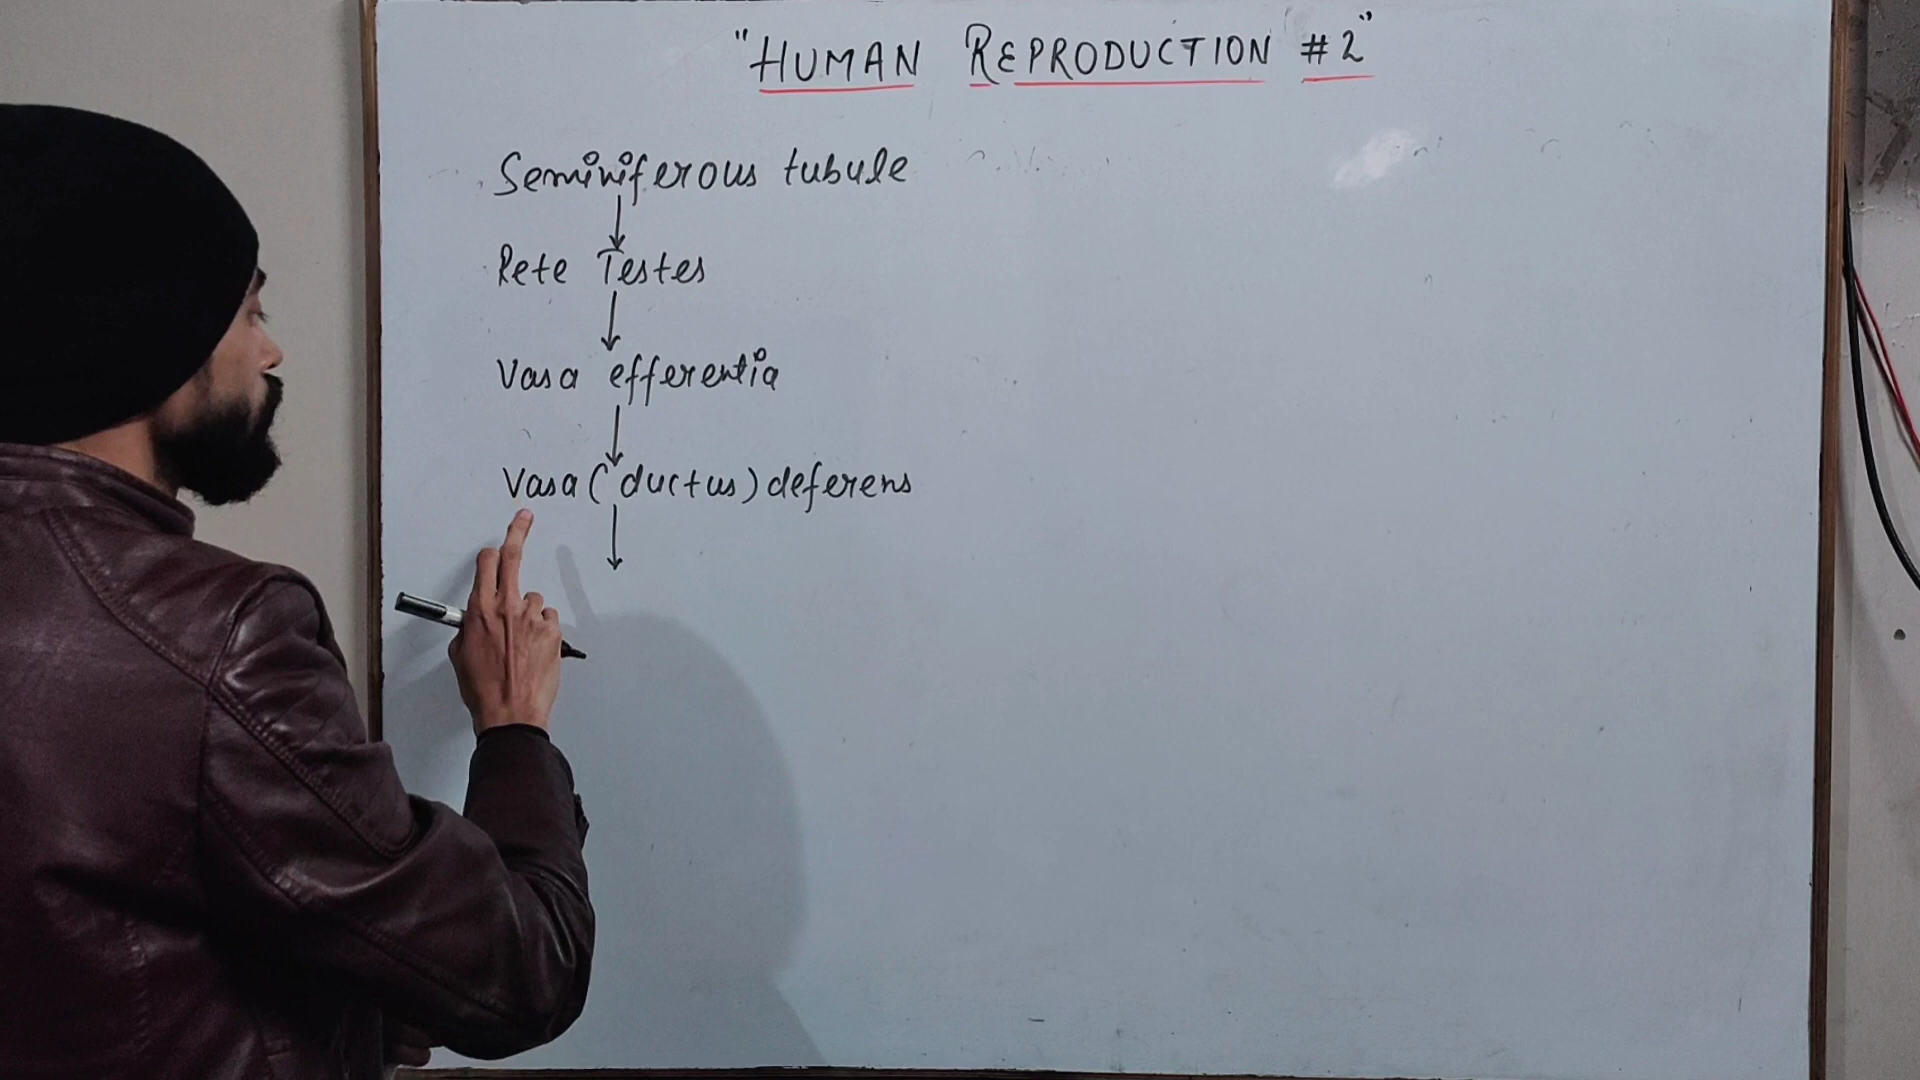 "HUMAN REPRODUCTION #2"
Seminiferous tubule
Rete Testes
Vasa efferentia
Vasa (ductus) deferens